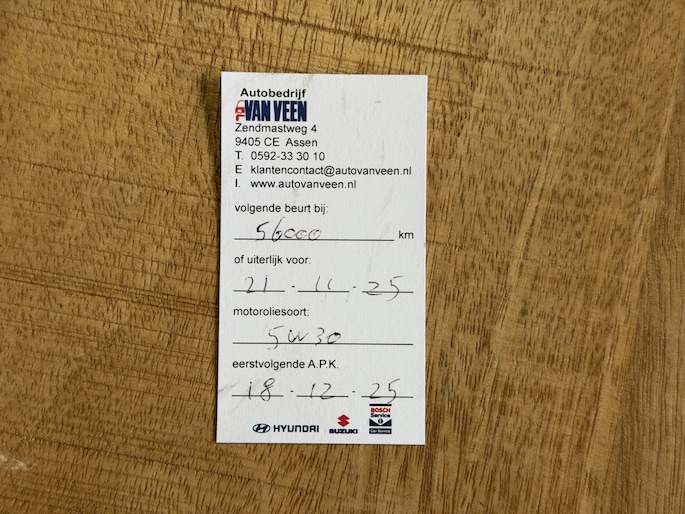 Autobedrijf
VAN VEEN
Zendmastweg 4
9405 CE Assen
T. 0592-33 30 10
E klantencontact@autovanveen.nl
I. www.autovanveen.nl
volgende beurt bij:
56000 km
of uiterlijk voor:
21 - 11 - 25
motoroliesoort:
5W30
eerstvolgende A.P.K.
18 - 12 - 25
HYUNDAI SUZUKI BOSCH Service Car Service